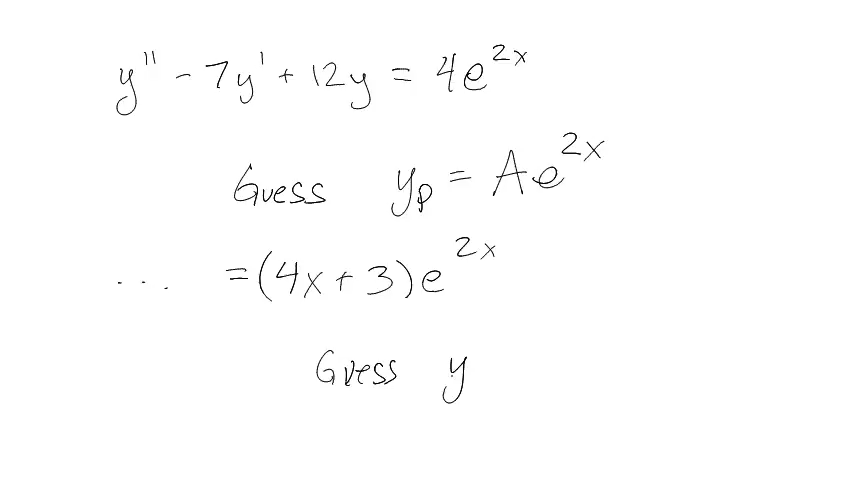 y'' - 7y' + 12y = 4e^{2x}
Guess y_p = Ae^{2x}
... = (4x + 3)e^{2x}
Guess y